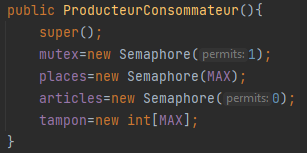 public ProducteurConsommateur(){
super();
mutex=new Semaphore( permits: 1);
places=new Semaphore(MAX);
articles=new Semaphore( permits: 0);
tampon=new int[MAX];
}